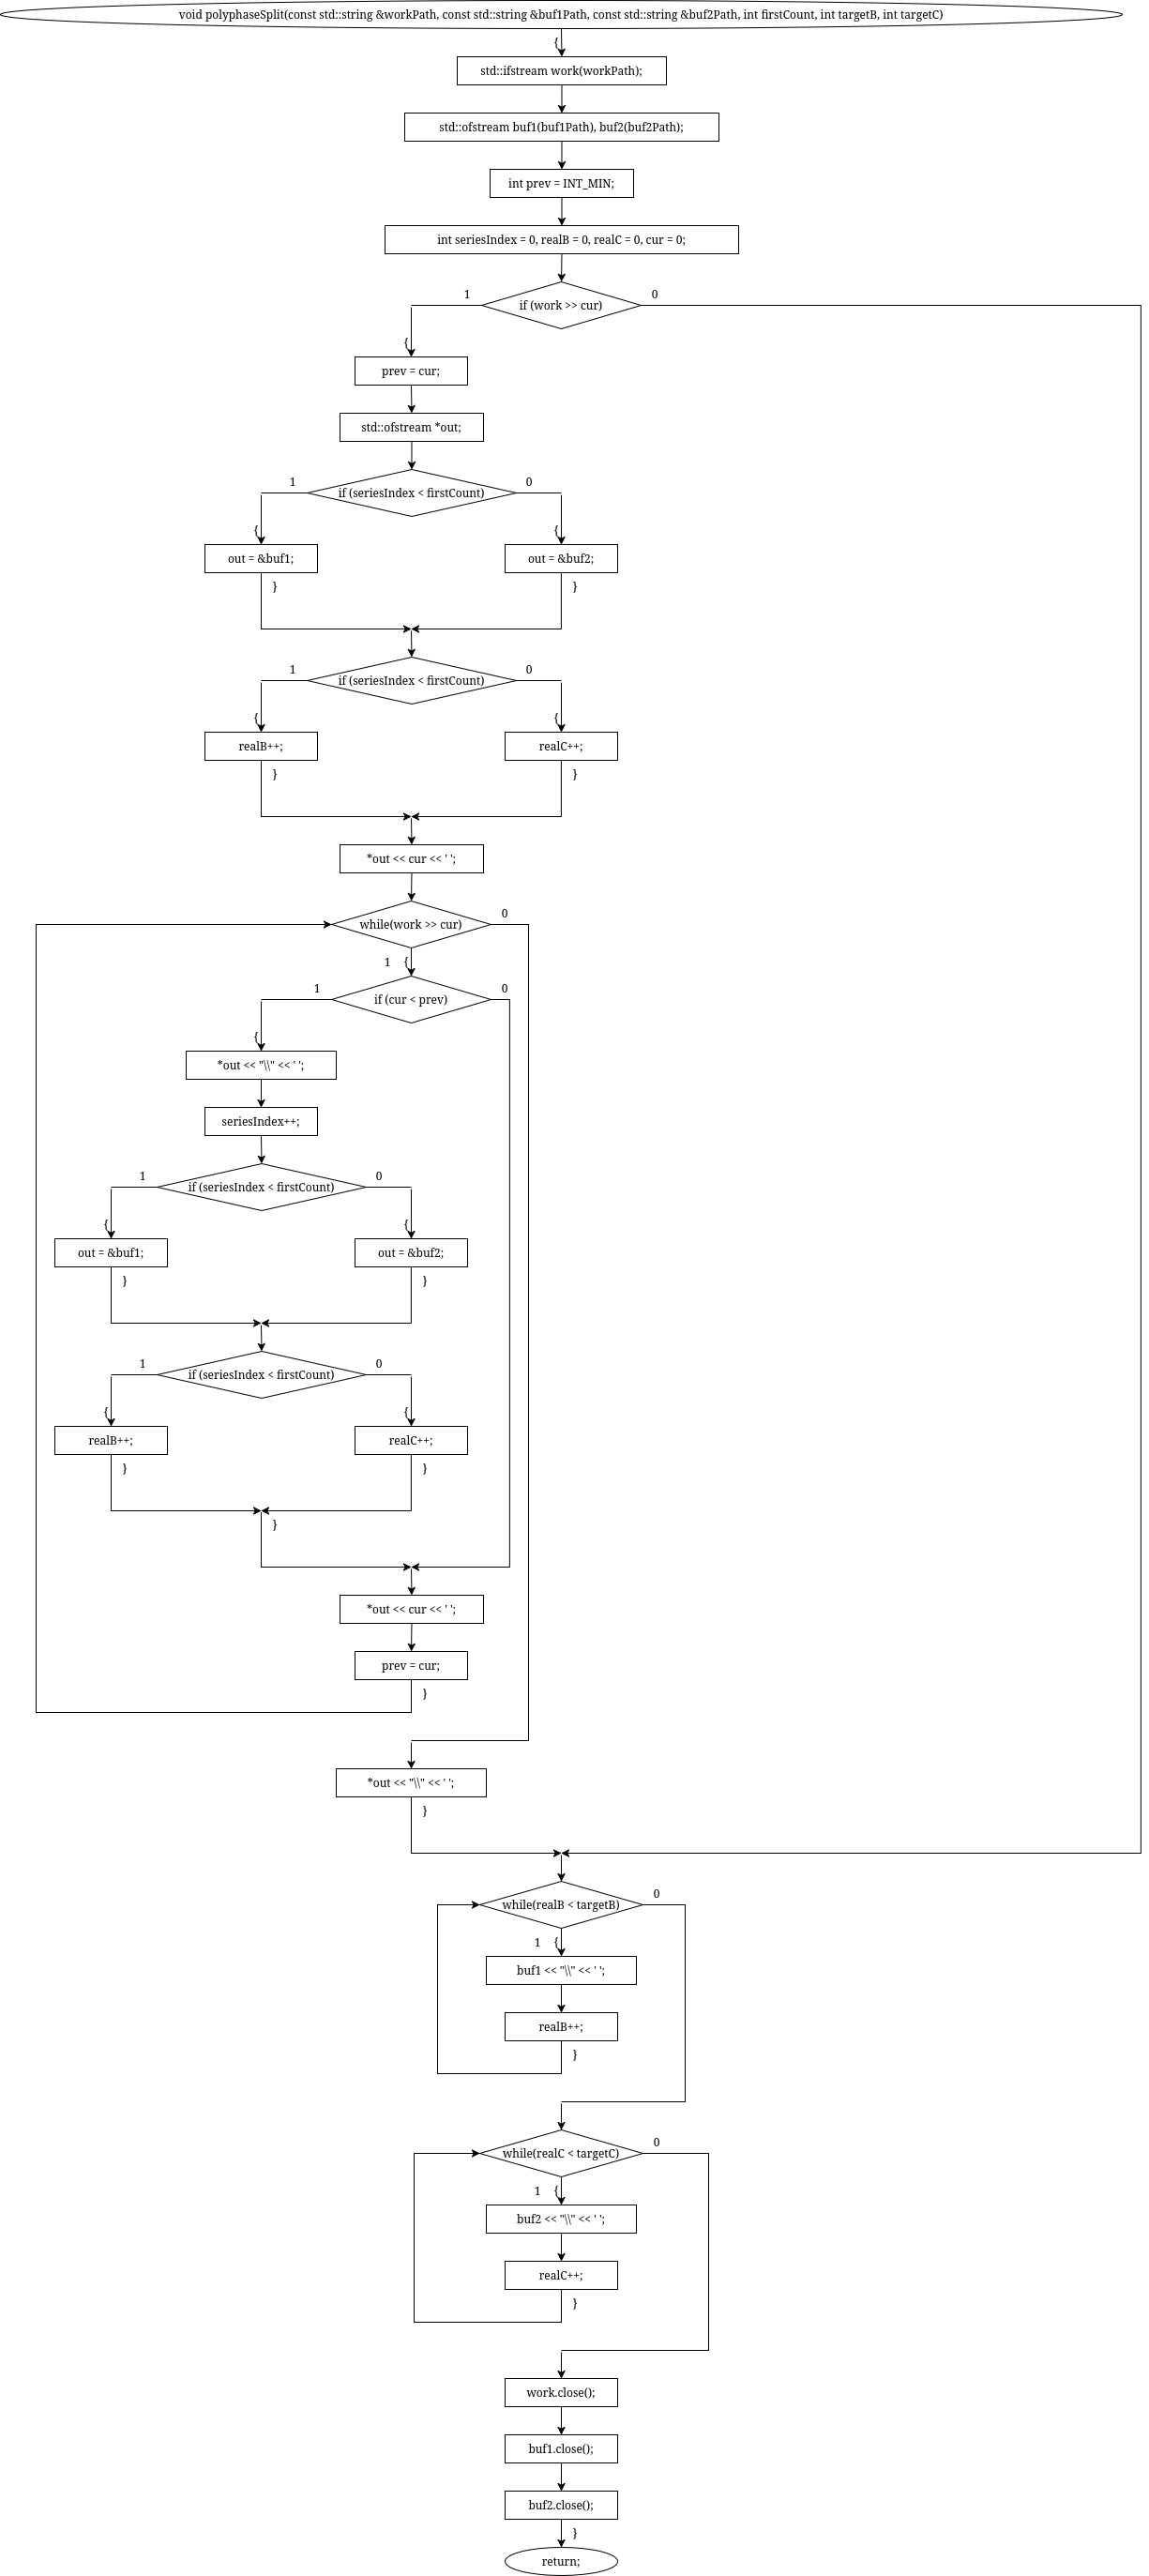 void polyphaseSplit(const std::string &workPath, const std::string &buf1Path, const std::string &buf2Path, int firstCount, int targetB, int targetC)
{
std::ifstream work(workPath);
std::ofstream buf1(buf1Path), buf2(buf2Path);
int prev = INT_MIN;
int seriesIndex = 0, realB = 0, realC = 0, cur = 0;
1
if (work >> cur)
0
{
prev = cur;
std::ofstream *out;
1
if (seriesIndex < firstCount)
0
{
{
out = &buf1;
out = &buf2;
}
}
1
if (seriesIndex < firstCount)
0
{
{
realB++;
realC++;
}
}
*out << cur << ' ';
while(work >> cur)
0
1
{
1
if (cur < prev)
0
{
*out << "\\" << ' ';
seriesIndex++;
1
if (seriesIndex < firstCount)
0
{
{
out = &buf1;
out = &buf2;
}
}
1
if (seriesIndex < firstCount)
0
{
{
realB++;
realC++;
}
}
}
*out << cur << ' ';
prev = cur;
}
*out << "\\" << ' ';
}
while(realB < targetB)
0
1
{
buf1 << "\\" << ' ';
realB++;
}
while(realC < targetC)
0
1
{
buf2 << "\\" << ' ';
realC++;
}
work.close();
buf1.close();
buf2.close();
}
return;